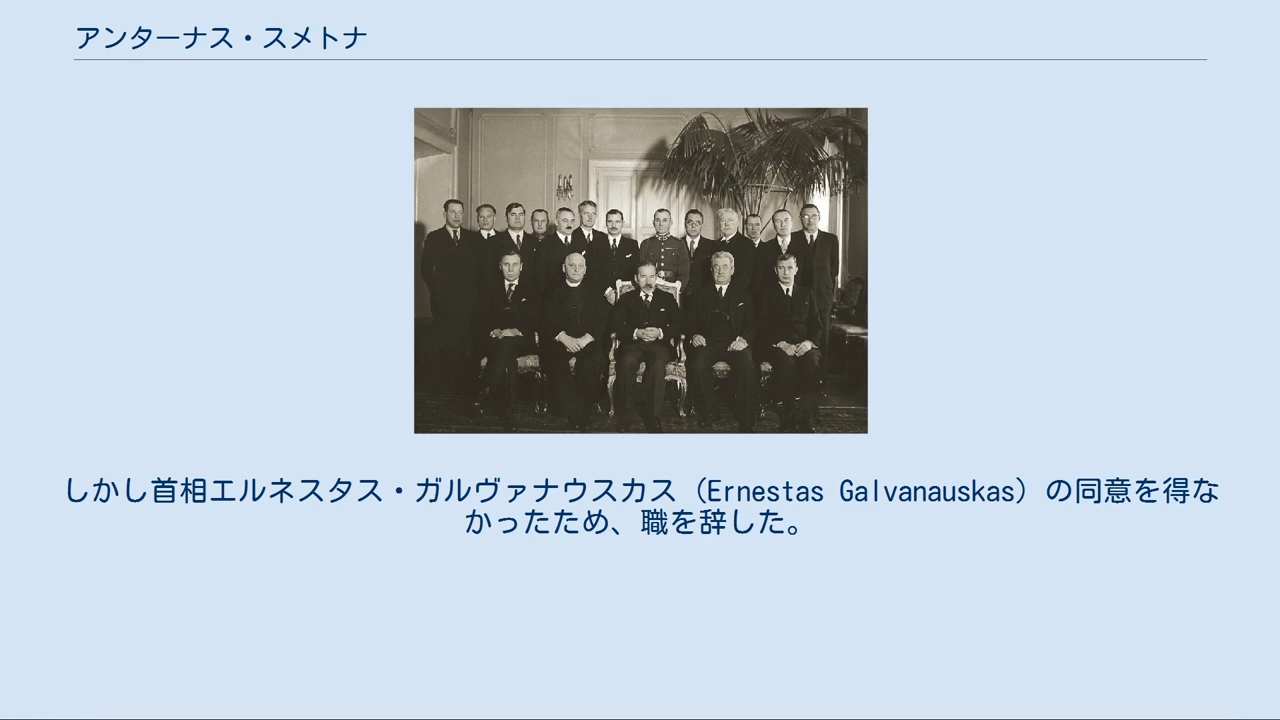 アンターナス・スメトナ
しかし首相エルネスタス・ガルヴァナウスカス（Ernestas Galvanauskas）の同意を得な
かったため、職を辞した。